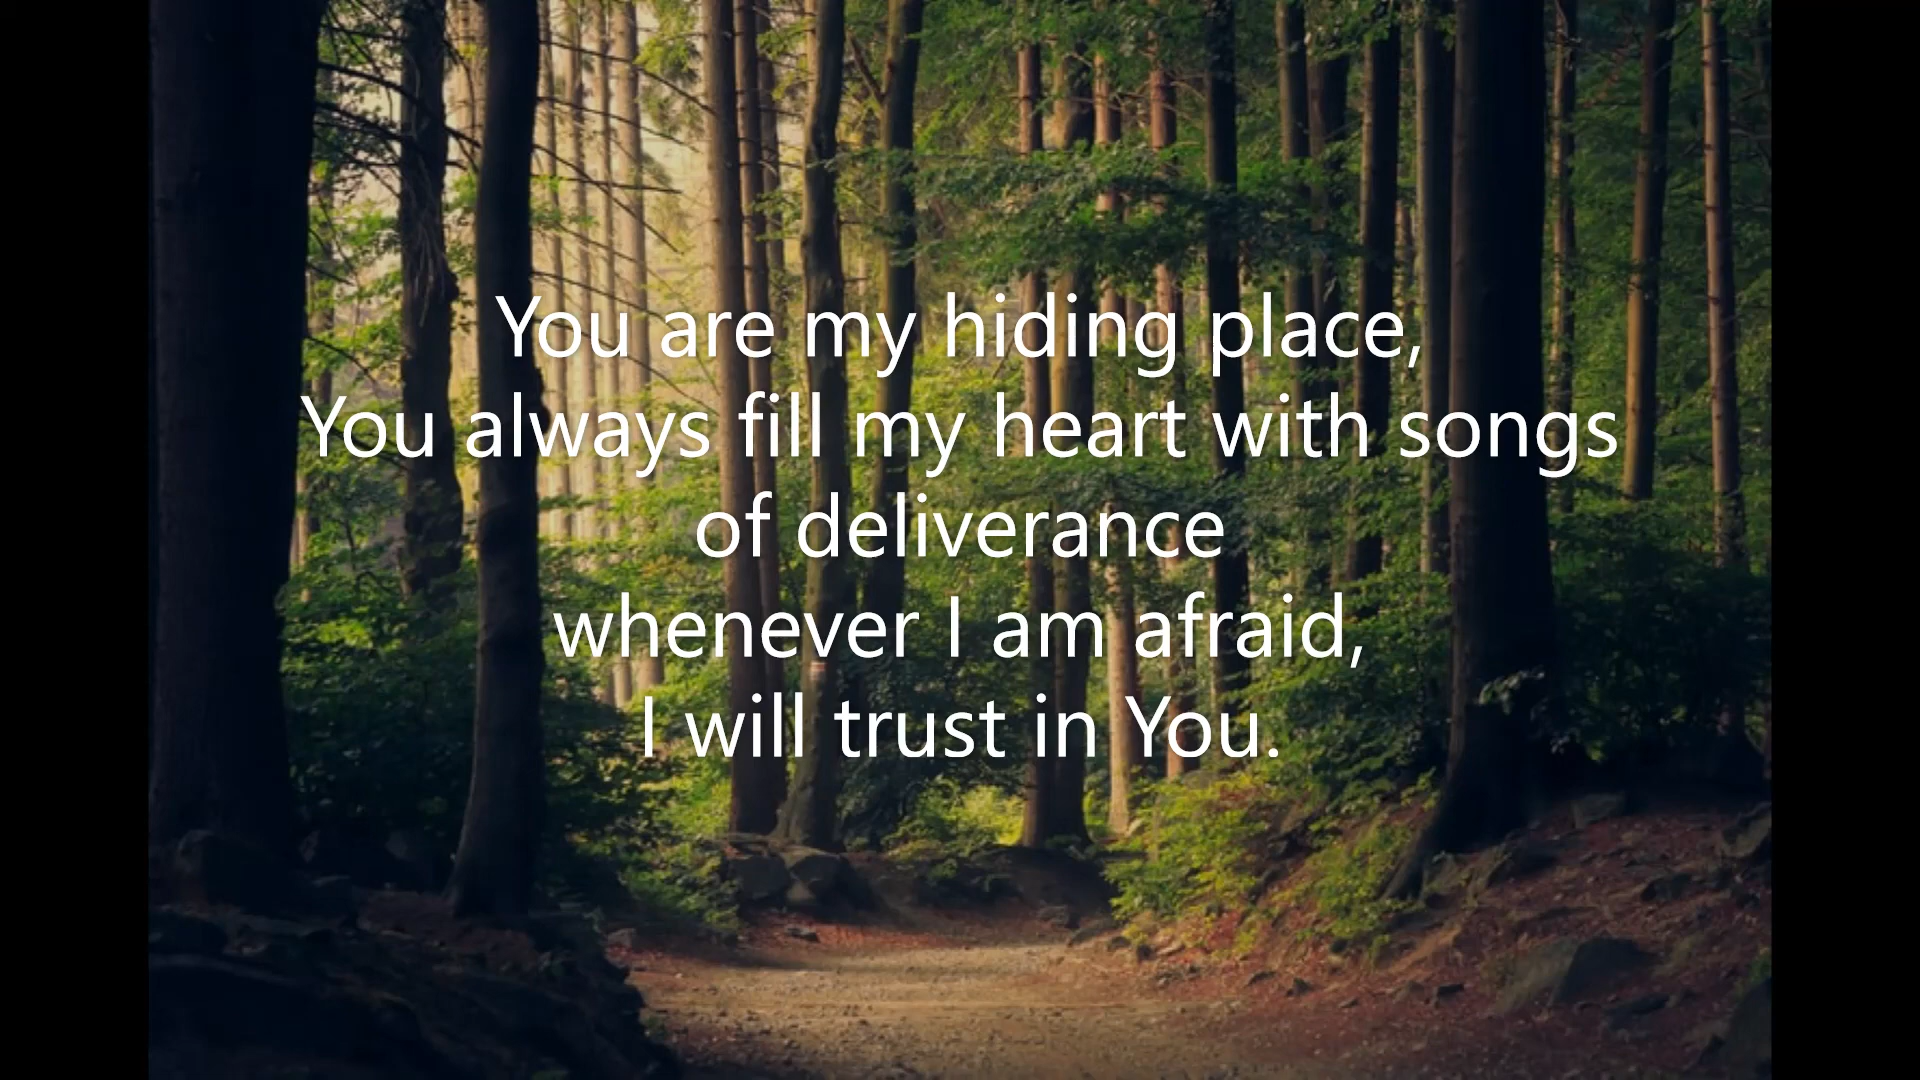 You are my hiding place,
You always fill my heart with songs
of deliverance
whenever I am afraid,
I will trust in You.